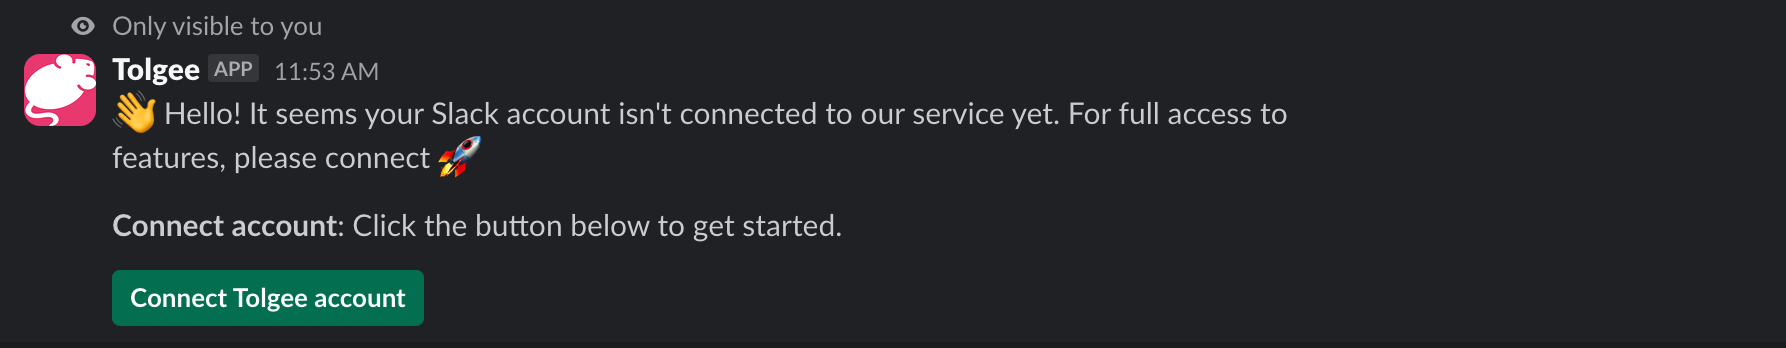 Only visible to you
Tolgee APP 11:53 AM
👋 Hello! It seems your Slack account isn't connected to our service yet. For full access to
features, please connect 🚀
Connect account: Click the button below to get started.
Connect Tolgee account